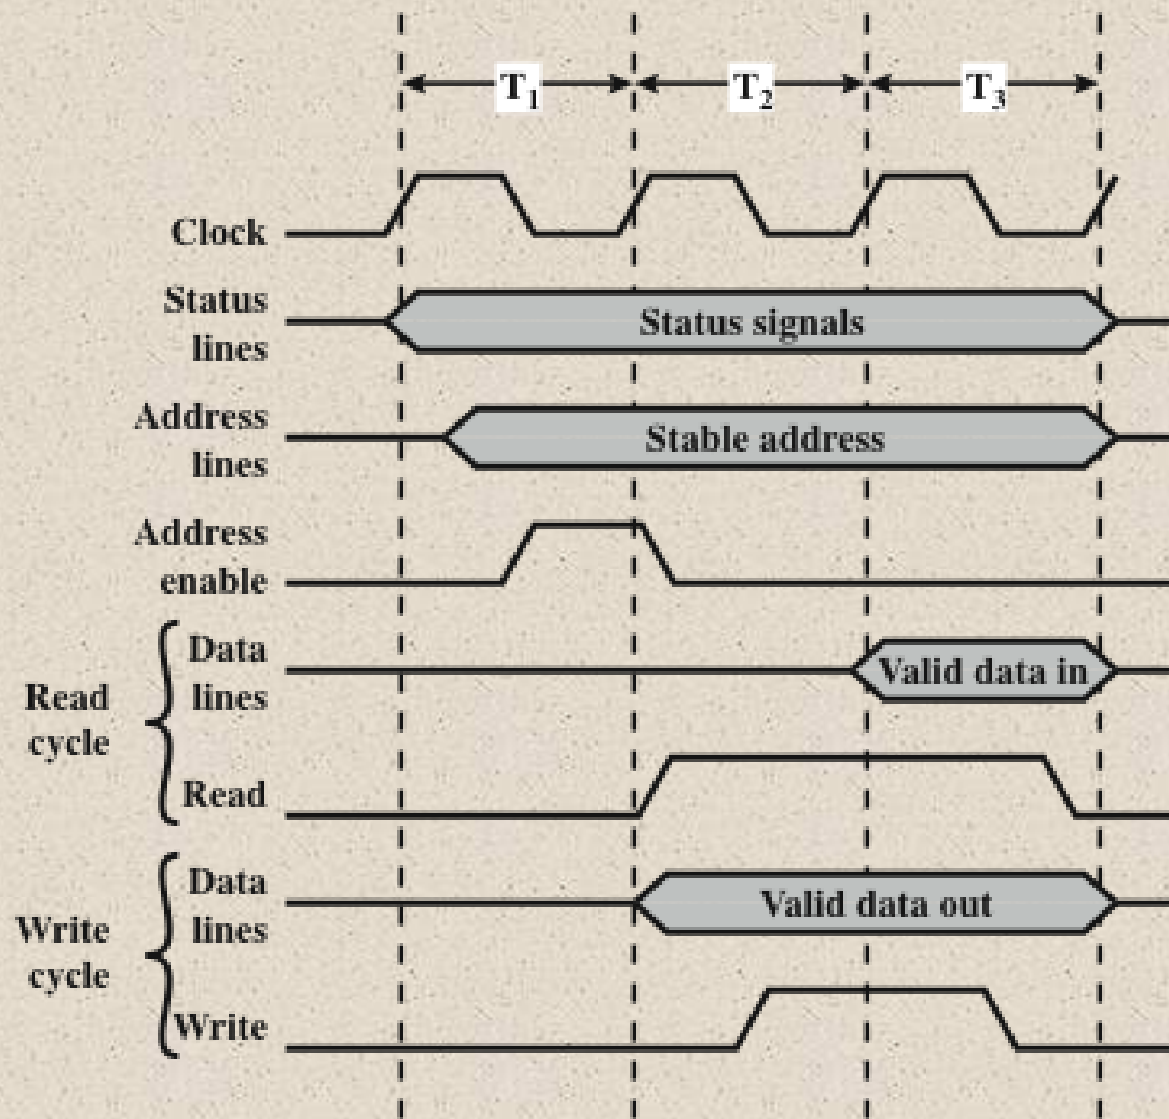 T₁ T₂ T₃
Clock
Status
lines
Status signals
Address
lines
Stable address
Address
enable
Read
cycle
Data
lines
Valid data in
Read
Write
cycle
Data
lines
Valid data out
Write